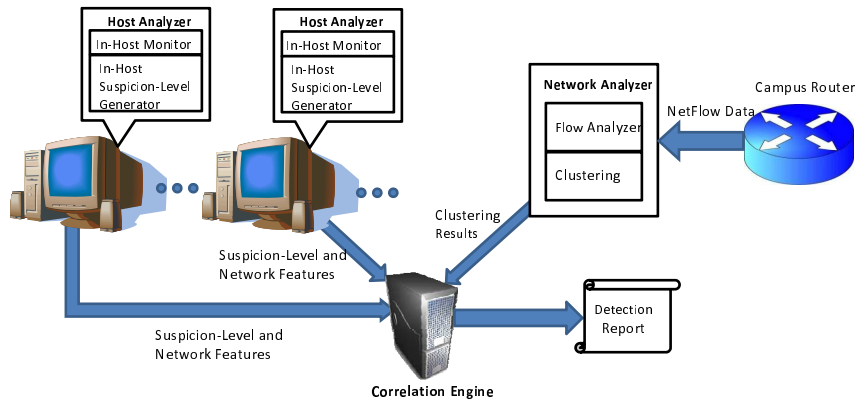 Host Analyzer
In-Host Monitor
In-Host
Suspicion-Level
Generator
Host Analyzer
In-Host Monitor
In-Host
Suspicion-Level
Generator
Network Analyzer
Flow Analyzer
Clustering
Campus Router
NetFlow Data
Clustering
Results
Suspicion-Level and
Network Features
Suspicion-Level and
Network Features
Detection
Report
Correlation Engine